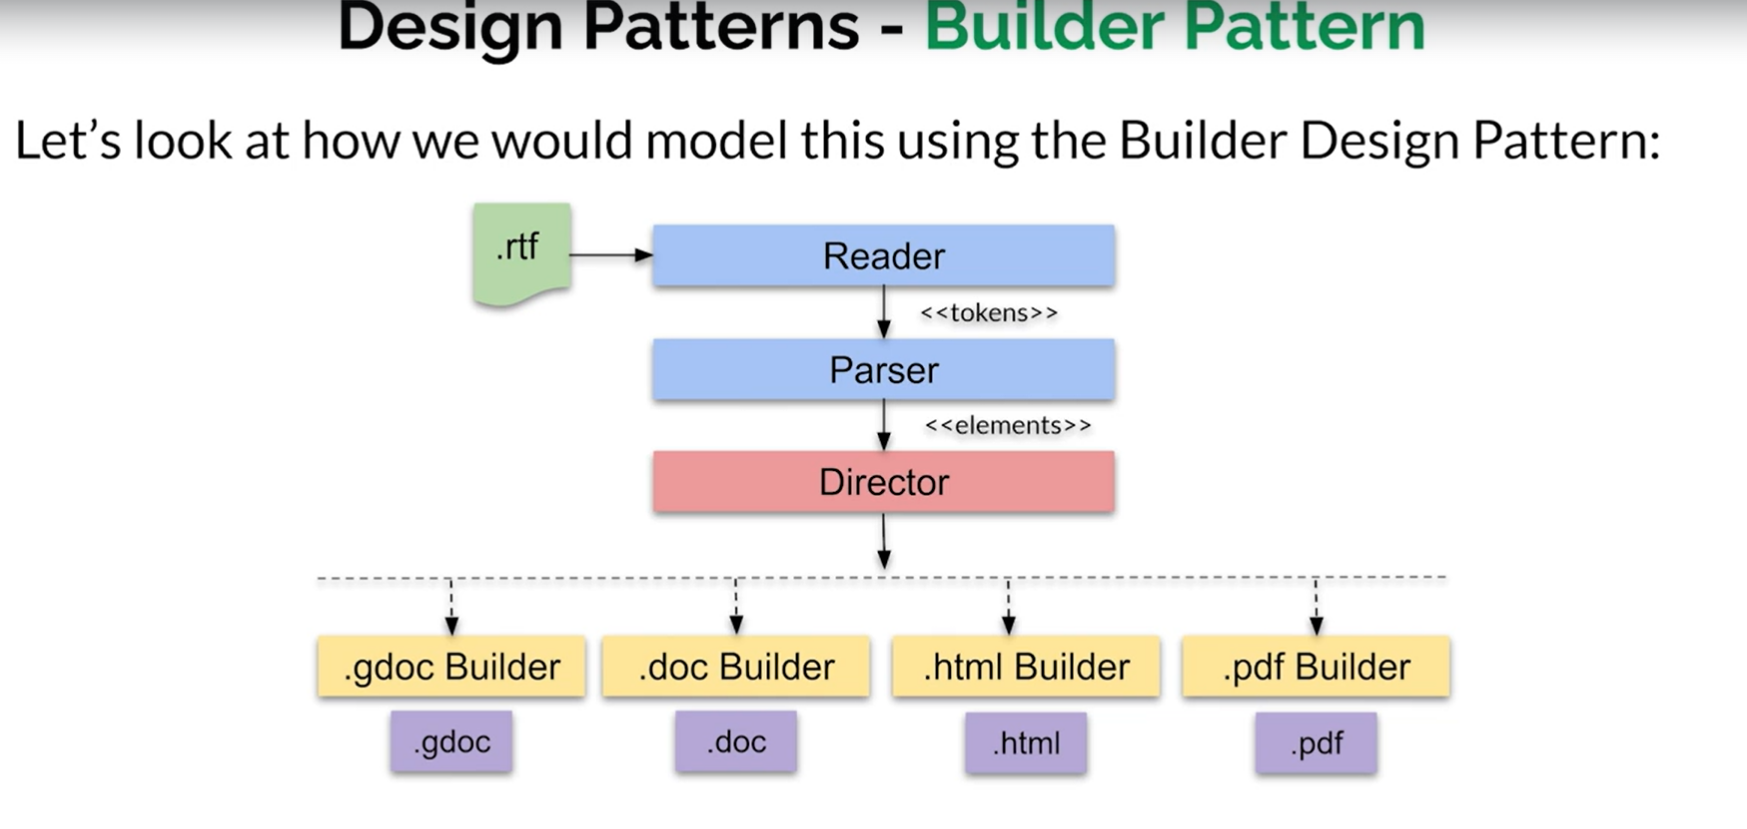 Design Patterns - Builder Pattern
Let’s look at how we would model this using the Builder Design Pattern:
.rtf
Reader
<<tokens>>
Parser
<<elements>>
Director
.gdoc Builder
.doc Builder
.html Builder
.pdf Builder
.gdoc
.doc
.html
.pdf